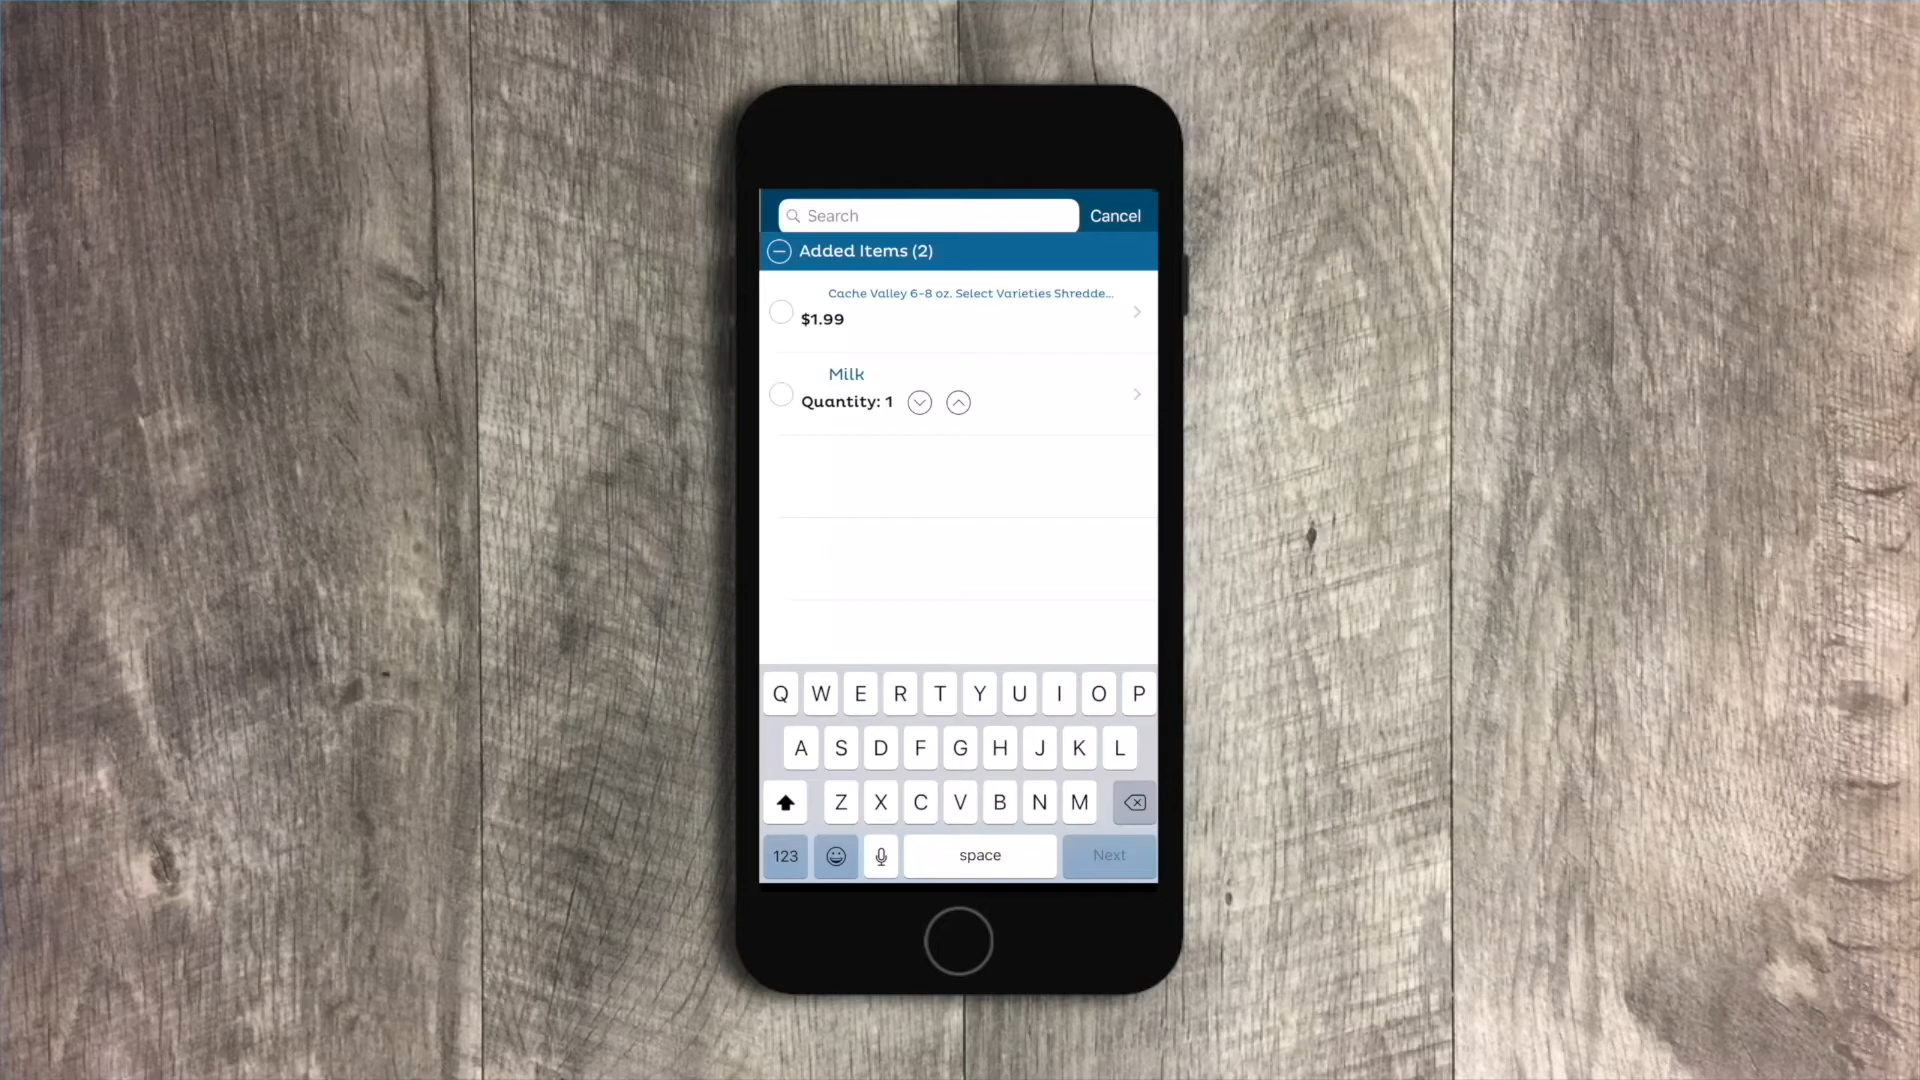 Search Cancel
Added Items (2)
Cache Valley 6-8 oz. Select Varieties Shredde...
$1.99
Milk
Quantity: 1
Q W E R T Y U I O P
A S D F G H J K L
Z X C V B N M
123 space Next